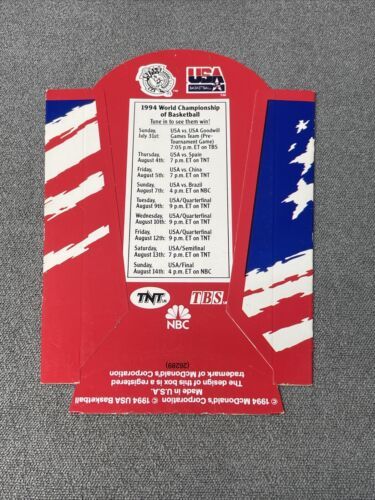 USA
BASKETBALL
1994 World Championship
of Basketball
Tune in to see them win!
Sunday, USA vs. USA Goodwill
July 31st: Games Team (Pre-
Tournament Game)
7:05 p.m. ET on TBS
Thursday, USA vs. Spain
August 4th: 7 p.m. ET on TNT
Friday, USA vs. China
August 5th: 7 p.m. ET on TNT
Sunday, USA vs. Brazil
August 7th: 4 p.m. ET on NBC
Tuesday, USA/Quarterfinal
August 9th: 9 p.m. ET on TNT
Wednesday, USA/Quarterfinal
August 10th: 9 p.m. ET on TNT
Friday, USA/Quarterfinal
August 12th: 9 p.m. ET on TNT
Saturday, USA/Semifinal
August 13th: 7 p.m. ET on TNT
Sunday, USA/Final
August 14th: 4 p.m. ET on NBC
TNT
TBS
NBC
© 1994 McDonald's Corporation © 1994 USA Basketball
Made in U.S.A.
The design of this box is a registered
trademark of McDonald's Corporation
(26289)